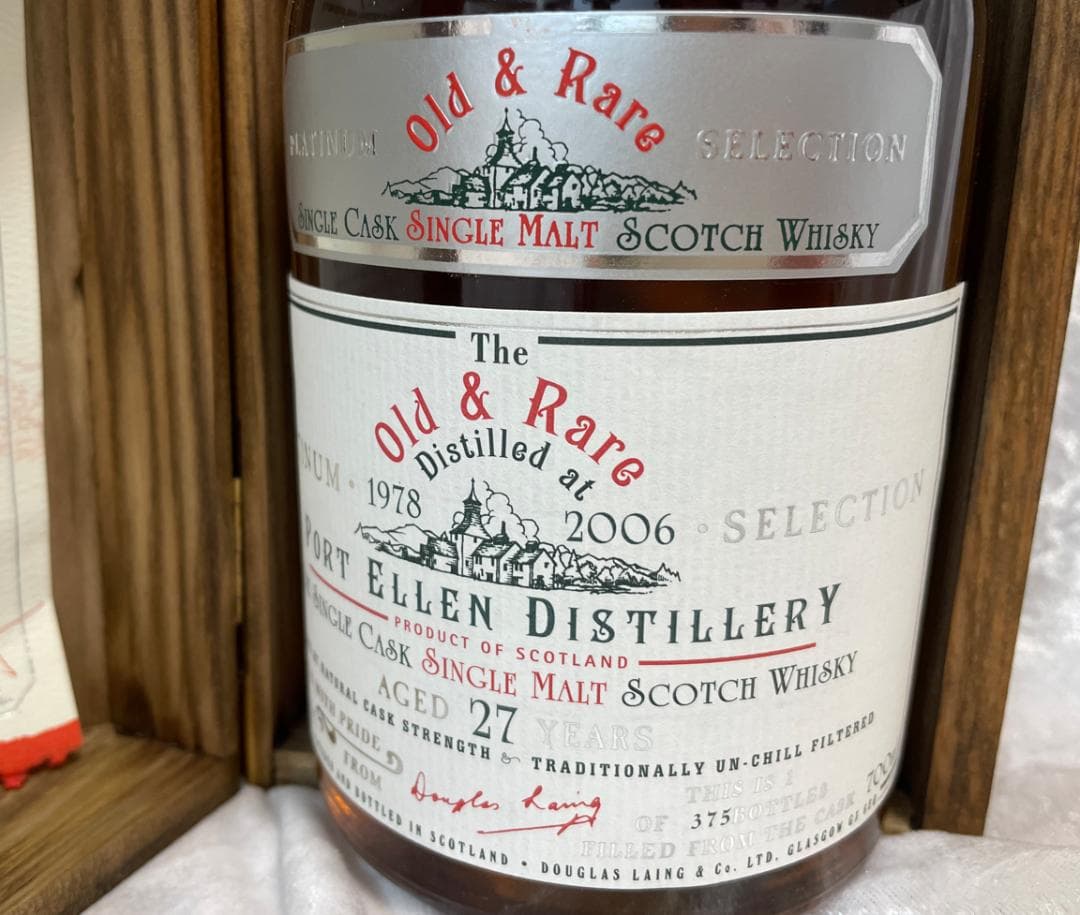 Old & Rare
PLATINUM SELECTION
SINGLE CASK SINGLE MALT SCOTCH WHISKY
The
Old & Rare
Distilled at
NUM · 1978 2006 · SELECTION
PORT ELLEN DISTILLERY
PRODUCT OF SCOTLAND
SINGLE CASK SINGLE MALT SCOTCH WHISKY
AGED 27 YEARS
NATURAL CASK STRENGTH & TRADITIONALLY UN-CHILL FILTERED
WITH PRIDE
FROM
Douglas Laing
THIS IS 1
OF 375 BOTTLES
FILLED FROM THE CASK
AND BOTTLED IN SCOTLAND • DOUGLAS LAING & Co. LTD. GLASGOW